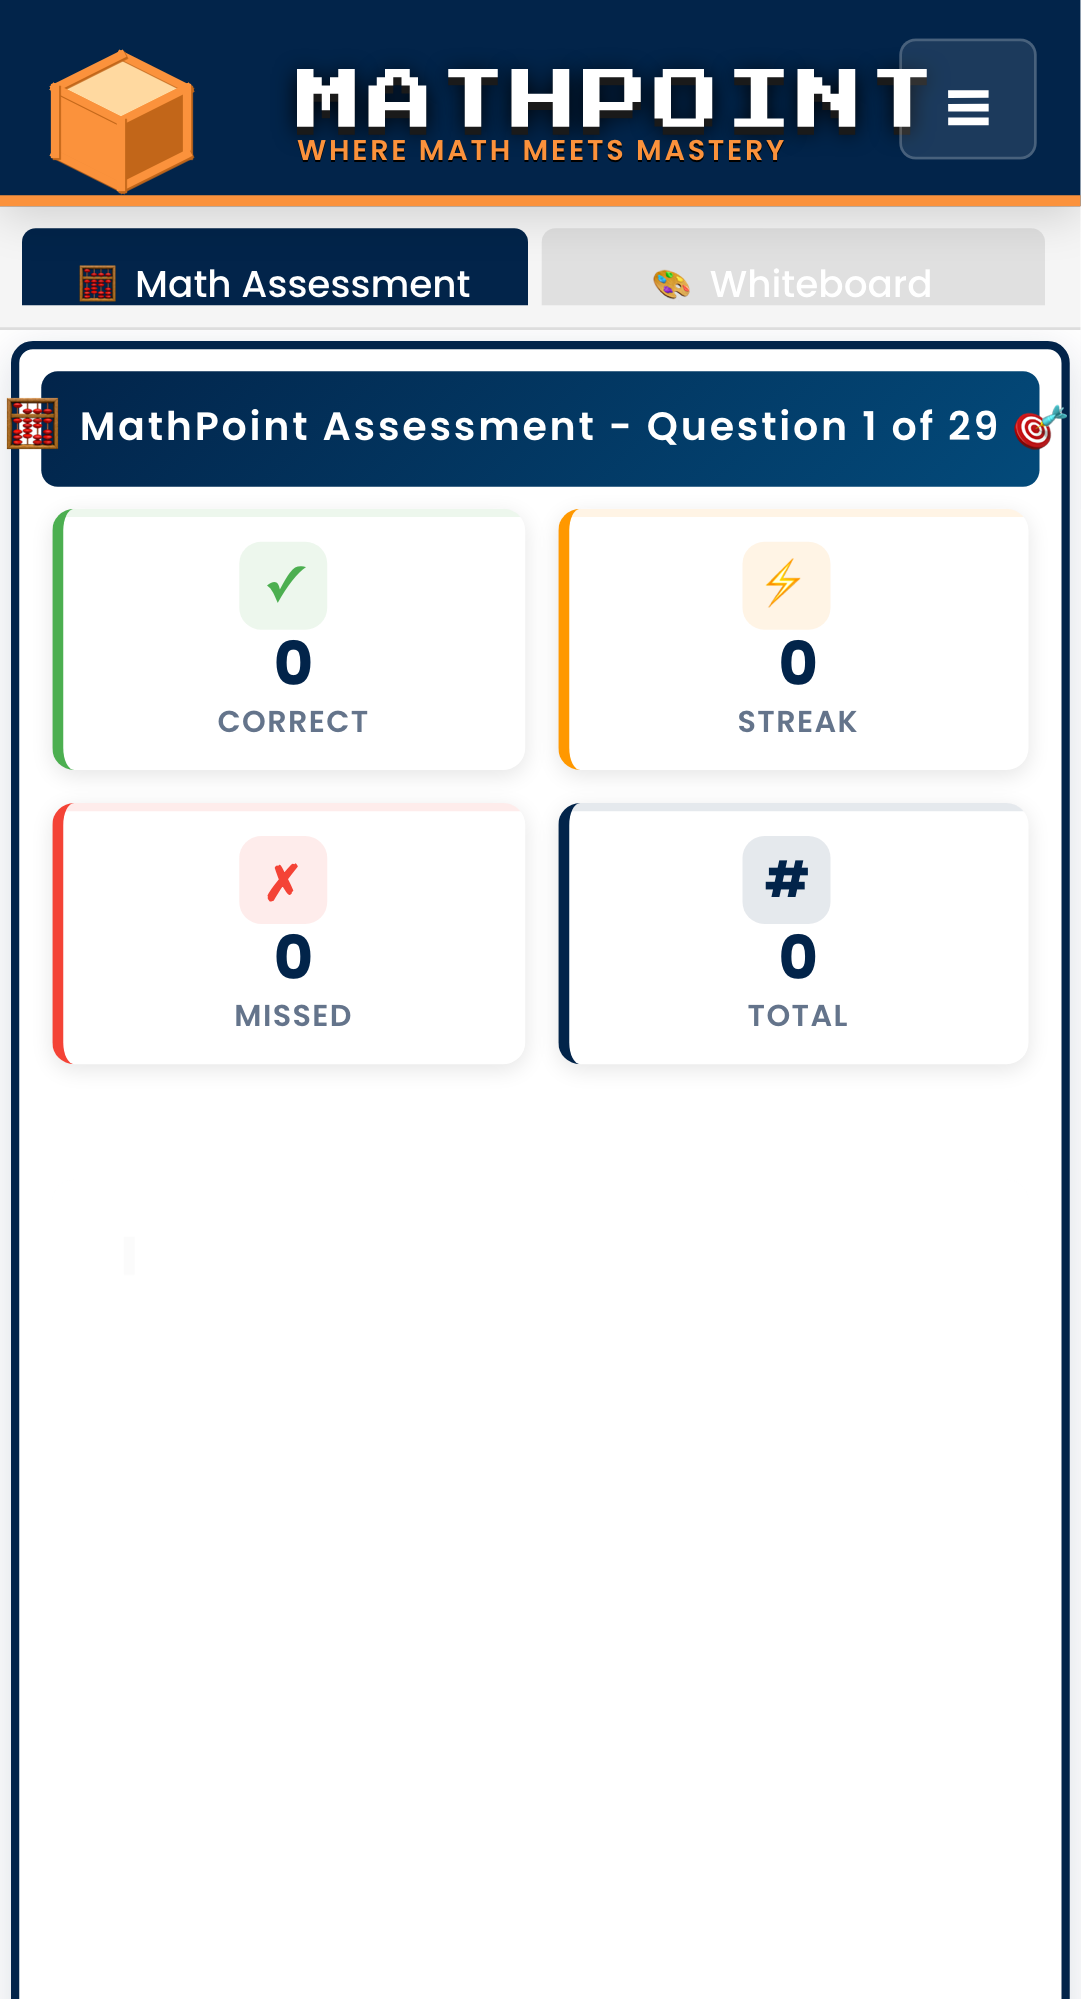 MATHPOINT
WHERE MATH MEETS MASTERY
Math Assessment
Whiteboard
MathPoint Assessment - Question 1 of 29
✓
0
CORRECT
⚡
0
STREAK
✗
0
MISSED
#
0
TOTAL